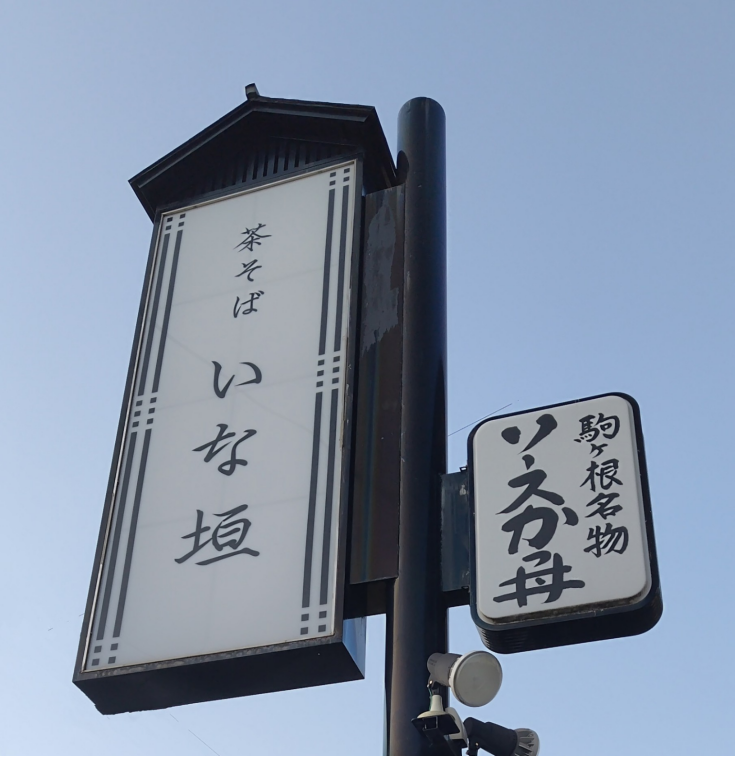 茶そば
いな垣
駒ヶ根名物
ソースかつ丼